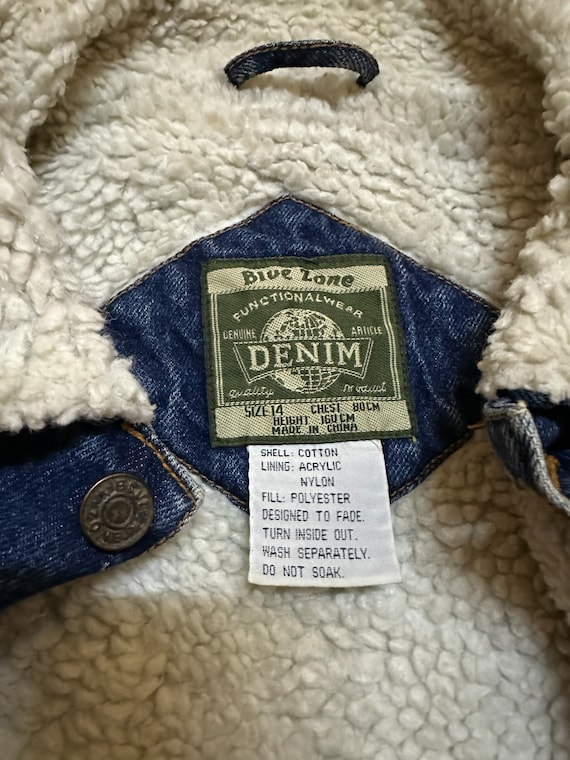 Blue Zone
FUNCTIONALWEAR
GENUINE ARTICLE
DENIM
Quality
SIZE 14 CHEST 80CM
HEIGHT 160CM
MADE IN CHINA
SHELL: COTTON
LINING: ACRYLIC
NYLON
FILL: POLYESTER
DESIGNED TO FADE.
TURN INSIDE OUT.
WASH SEPARATELY.
DO NOT SOAK.